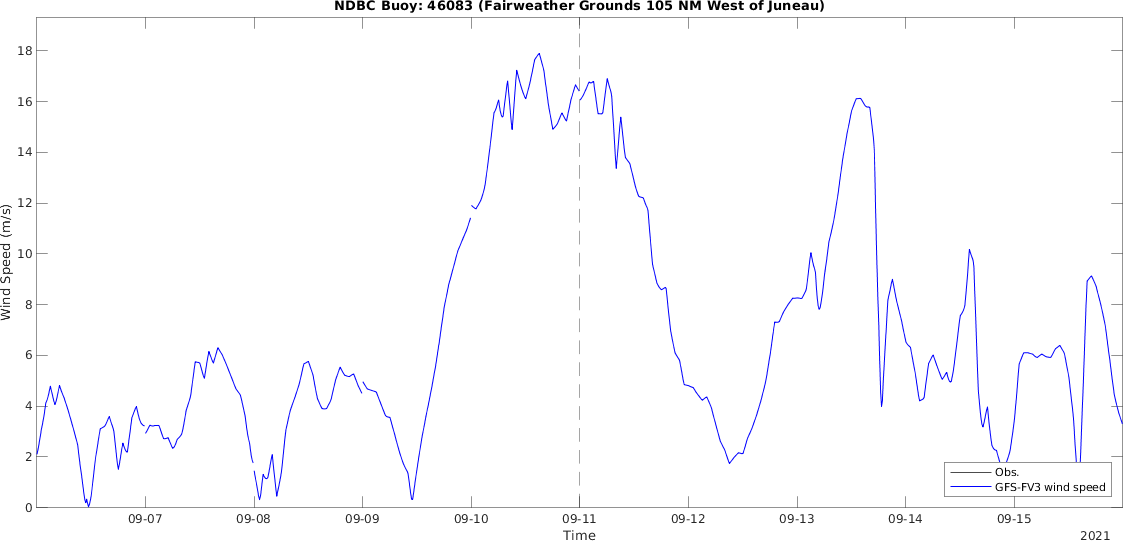 NDBC Buoy: 46083 (Fairweather Grounds 105 NM West of Juneau)
Wind Speed (m/s)
18
16
14
12
10
8
6
4
2
0
09-07 09-08 09-09 09-10 09-11 09-12 09-13 09-14 09-15
Time
2021
Obs.
GFS-FV3 wind speed